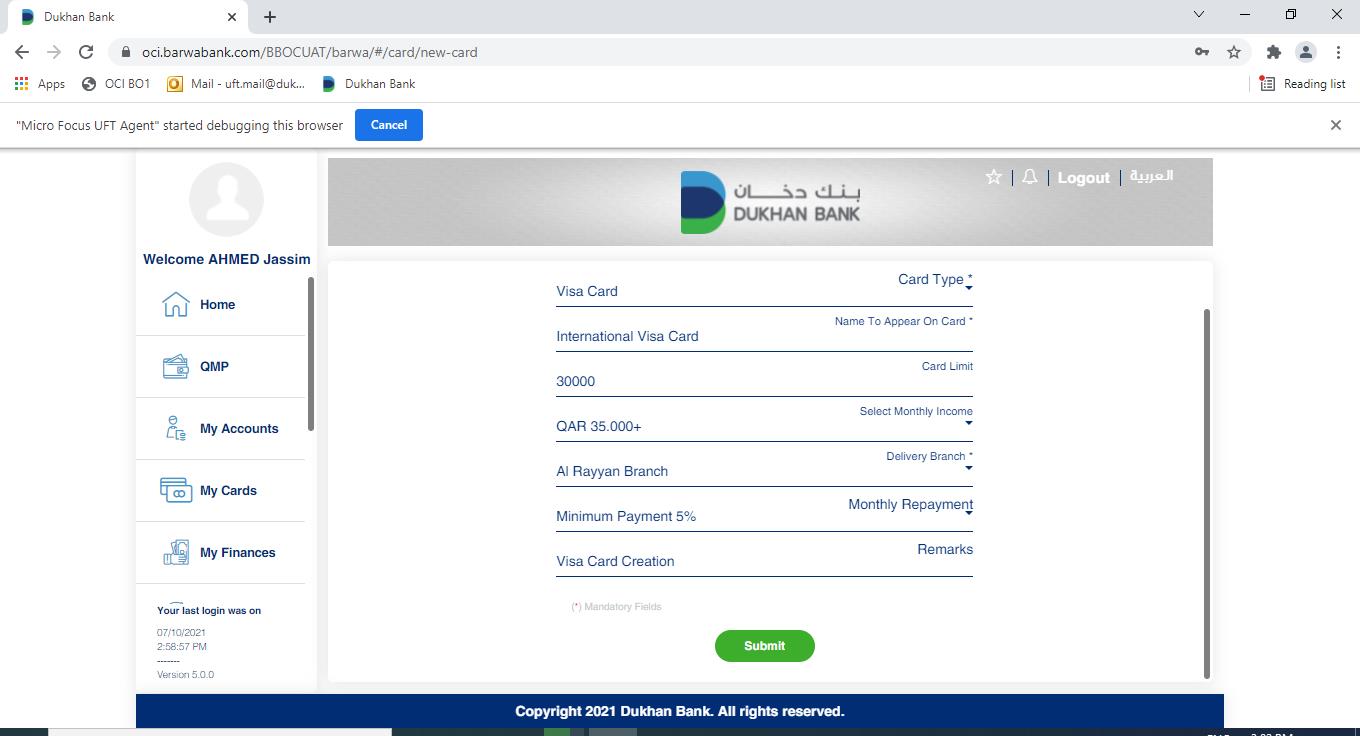 Dukhan Bank
oci.barwabank.com/BBOCUAT/barwa/#/card/new-card
Apps
OCI BO1
Mail - uft.mail@duk...
Dukhan Bank
Reading list
"Micro Focus UFT Agent" started debugging this browser
Cancel
Logout
العربية
بنك دخان
DUKHAN BANK
Welcome AHMED Jassim
Home
QMP
My Accounts
My Cards
My Finances
Your last login was on
07/10/2021
2:58:57 PM
-------
Version 5.0.0
Card Type *
Visa Card
Name To Appear On Card *
International Visa Card
Card Limit
30000
Select Monthly Income
QAR 35.000+
Delivery Branch *
Al Rayyan Branch
Monthly Repayment
Minimum Payment 5%
Remarks
Visa Card Creation
(*) Mandatory Fields
Submit
Copyright 2021 Dukhan Bank. All rights reserved.